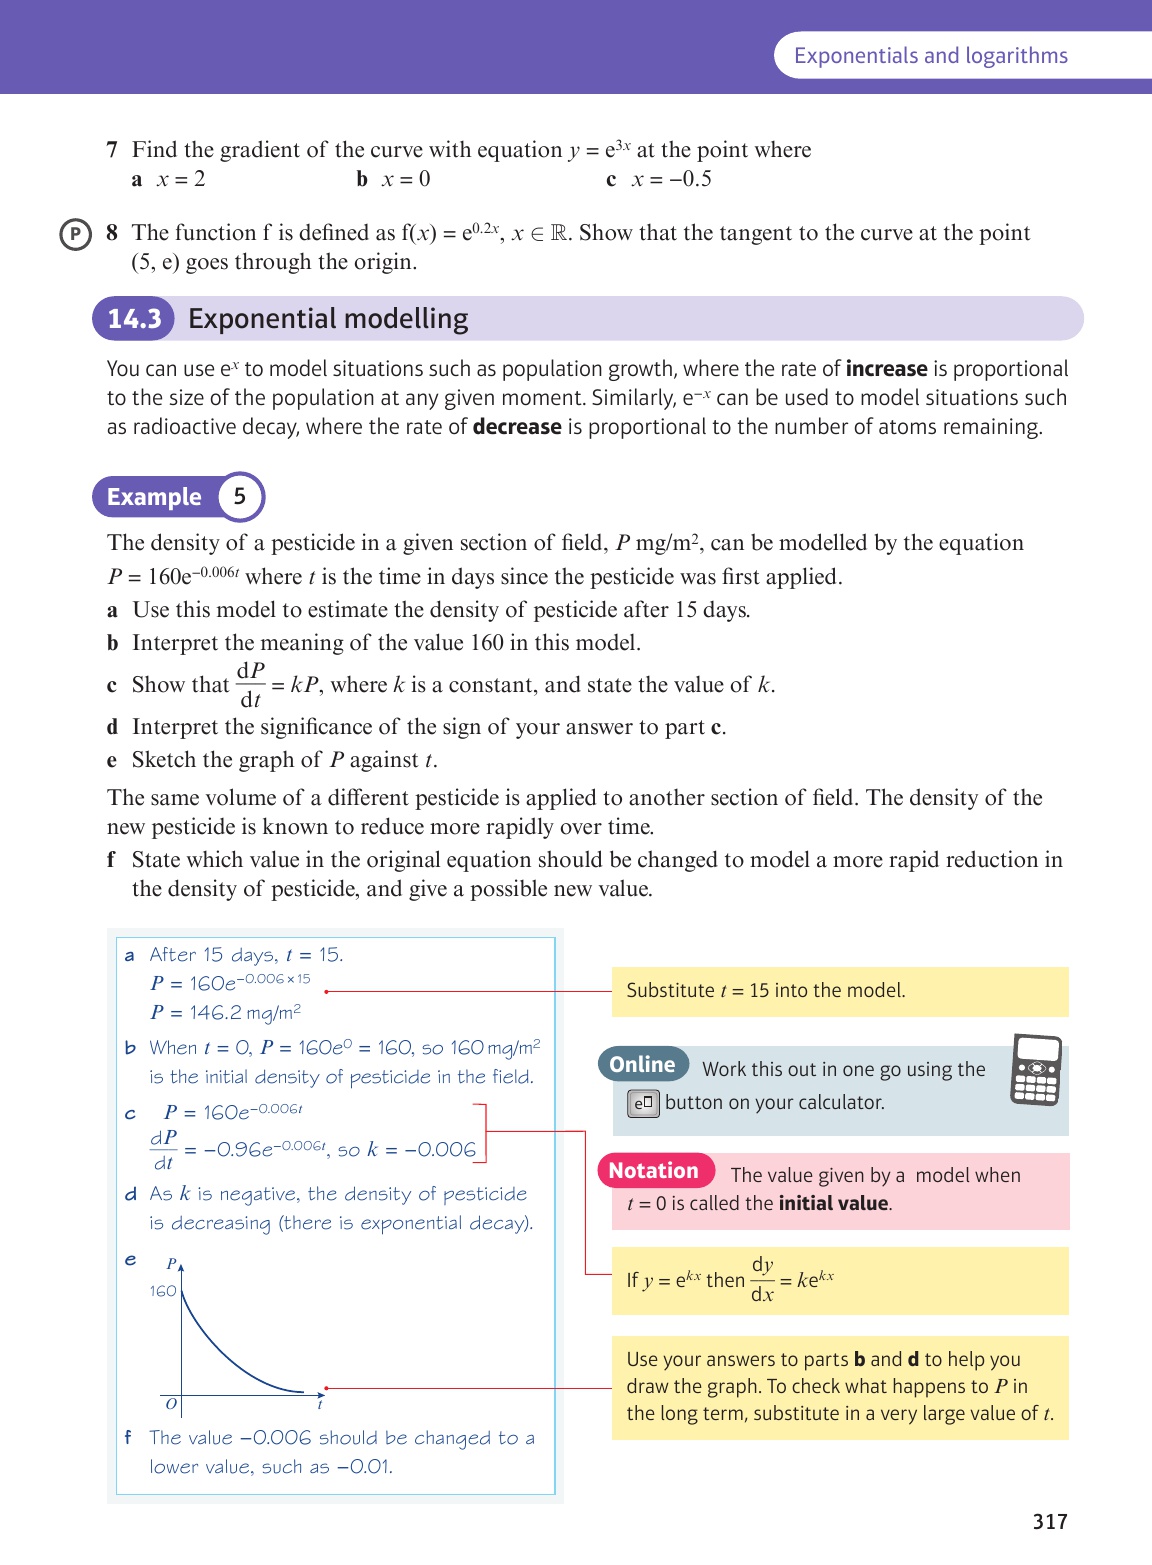 Exponentials and logarithms
7 Find the gradient of the curve with equation y = e³ˣ at the point where
a x = 2 b x = 0 c x = −0.5
P 8 The function f is defined as f(x) = e⁰·²ˣ, x ∈ ℝ. Show that the tangent to the curve at the point
(5, e) goes through the origin.
14.3 Exponential modelling
You can use eˣ to model situations such as population growth, where the rate of increase is proportional
to the size of the population at any given moment. Similarly, e⁻ˣ can be used to model situations such
as radioactive decay, where the rate of decrease is proportional to the number of atoms remaining.
Example 5
The density of a pesticide in a given section of field, P mg/m², can be modelled by the equation
P = 160e⁻⁰·⁰⁰⁶ᵗ where t is the time in days since the pesticide was first applied.
a Use this model to estimate the density of pesticide after 15 days.
b Interpret the meaning of the value 160 in this model.
c Show that dP/dt = kP, where k is a constant, and state the value of k.
d Interpret the significance of the sign of your answer to part c.
e Sketch the graph of P against t.
The same volume of a different pesticide is applied to another section of field. The density of the
new pesticide is known to reduce more rapidly over time.
f State which value in the original equation should be changed to model a more rapid reduction in
the density of pesticide, and give a possible new value.
a After 15 days, t = 15.
P = 160e⁻⁰·⁰⁰⁶ ˣ ¹⁵
P = 146.2 mg/m²
b When t = 0, P = 160e⁰ = 160, so 160 mg/m²
is the initial density of pesticide in the field.
c P = 160e⁻⁰·⁰⁰⁶ᵗ
dP/dt = −0.96e⁻⁰·⁰⁰⁶ᵗ, so k = −0.006
d As k is negative, the density of pesticide
is decreasing (there is exponential decay).
e P
160
O t
f The value −0.006 should be changed to a
lower value, such as −0.01.
Substitute t = 15 into the model.
Online Work this out in one go using the
e□ button on your calculator.
Notation The value given by a model when
t = 0 is called the initial value.
If y = eᵏˣ then dy/dx = keᵏˣ
Use your answers to parts b and d to help you
draw the graph. To check what happens to P in
the long term, substitute in a very large value of t.
317